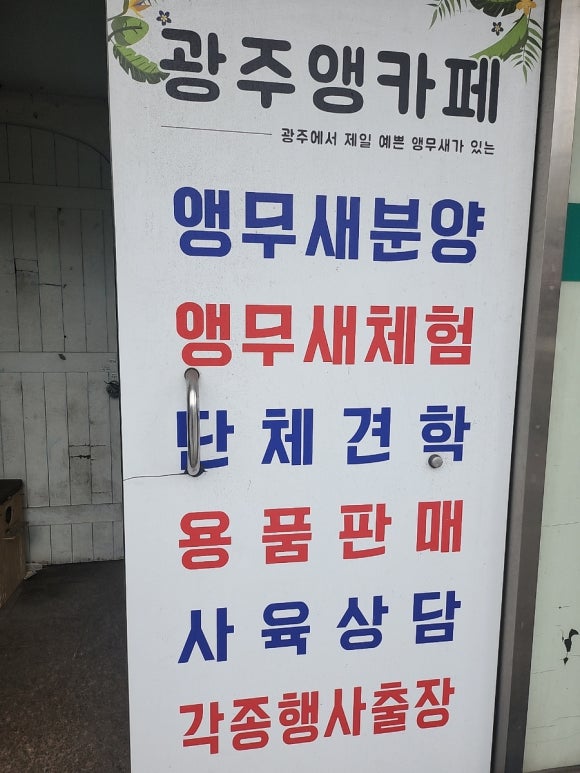 광주앵카페
광주에서 제일 예쁜 앵무새가 있는
앵무새분양
앵무새체험
단체견학
용품판매
사육상담
각종행사출장